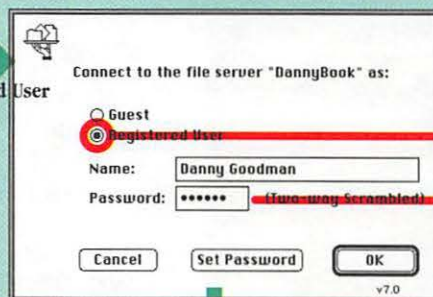 Connect to the file server "DannyBook" as:
d User
Guest
Registered User
Name: Danny Goodman
Password: •••••• (Two-way Scrambled)
Cancel Set Password OK
v7.0